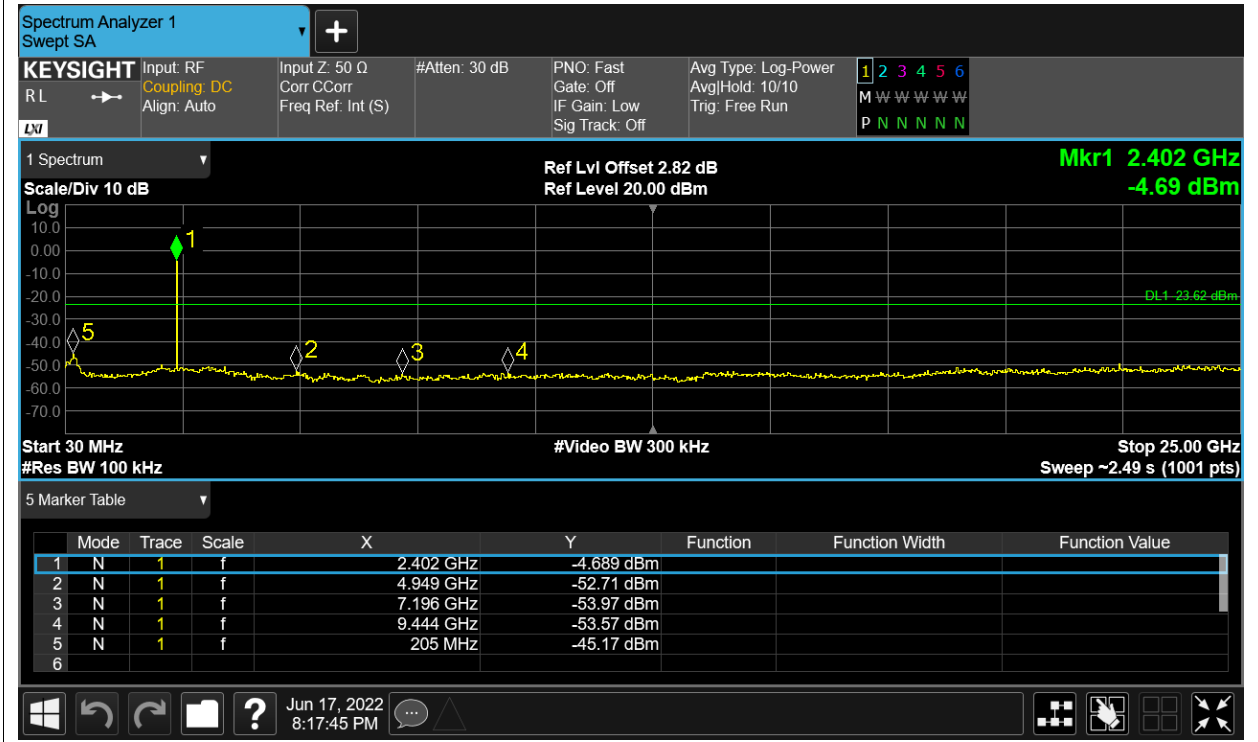 Spectrum Analyzer 1
Swept SA
KEYSIGHT
R L
LXI
Input: RF
Coupling: DC
Align: Auto
Input Z: 50 Ω
Corr CCorr
Freq Ref: Int (S)
#Atten: 30 dB
PNO: Fast
Gate: Off
IF Gain: Low
Sig Track: Off
Avg Type: Log-Power
Avg|Hold: 10/10
Trig: Free Run
1 2 3 4 5 6
M W W W W W
P N N N N N
1 Spectrum
Scale/Div 10 dB
Ref Lvl Offset 2.82 dB
Ref Level 20.00 dBm
Mkr1 2.402 GHz
-4.69 dBm
Log
10.0
0.00
-10.0
-20.0
-30.0
-40.0
-50.0
-60.0
-70.0
1
DL1 -23.62 dBm
5
2
3
4
Start 30 MHz
#Video BW 300 kHz
Stop 25.00 GHz
#Res BW 100 kHz
Sweep ~2.49 s (1001 pts)
5 Marker Table
Mode Trace Scale X Y Function Function Width Function Value
1 N 1 f 2.402 GHz -4.689 dBm
2 N 1 f 4.949 GHz -52.71 dBm
3 N 1 f 7.196 GHz -53.97 dBm
4 N 1 f 9.444 GHz -53.57 dBm
5 N 1 f 205 MHz -45.17 dBm
6
?
Jun 17, 2022
8:17:45 PM